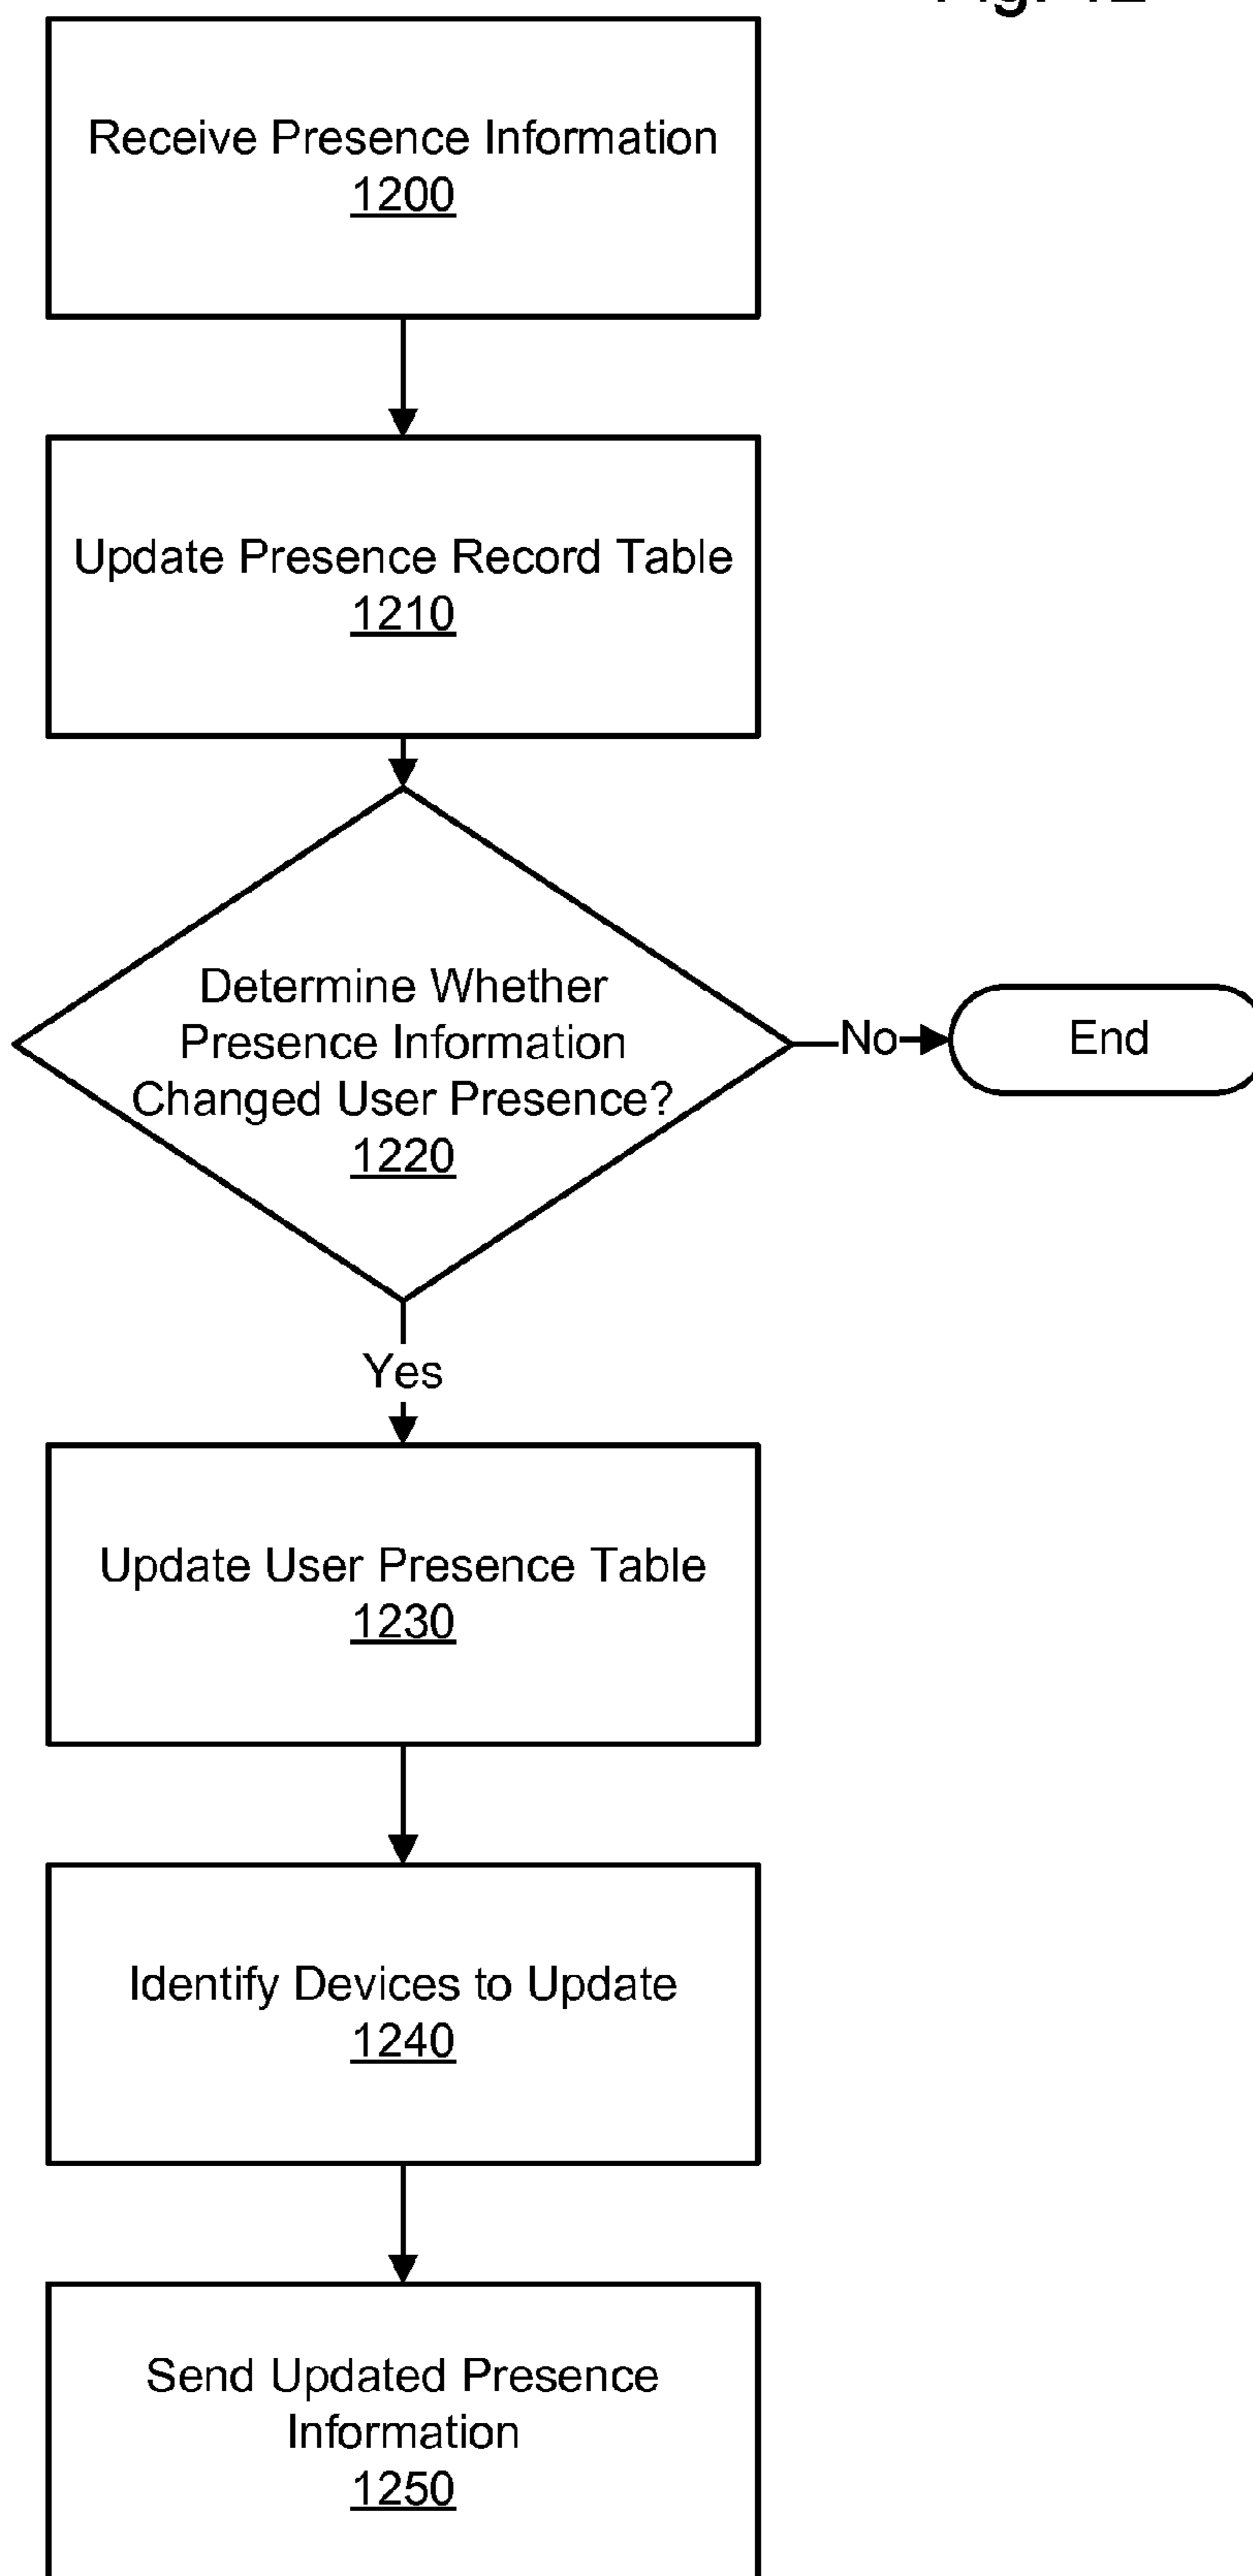 Receive Presence Information
1200
Update Presence Record Table
1210
Determine Whether
Presence Information
Changed User Presence?
1220
No
End
Yes
Update User Presence Table
1230
Identify Devices to Update
1240
Send Updated Presence
Information
1250